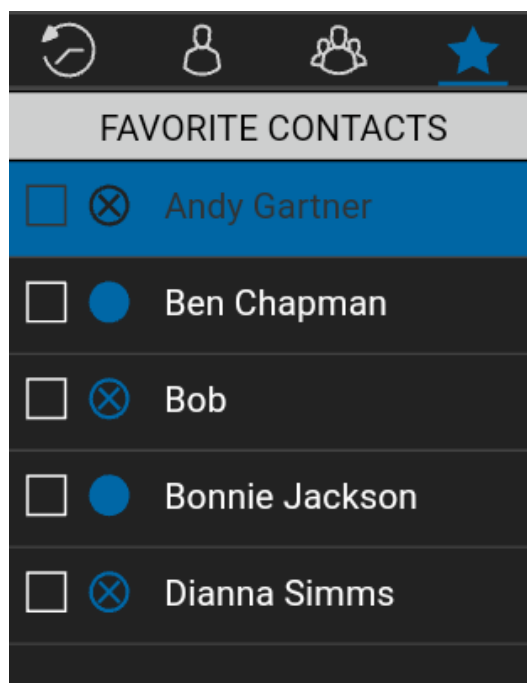 FAVORITE CONTACTS
Andy Gartner
Ben Chapman
Bob
Bonnie Jackson
Dianna Simms